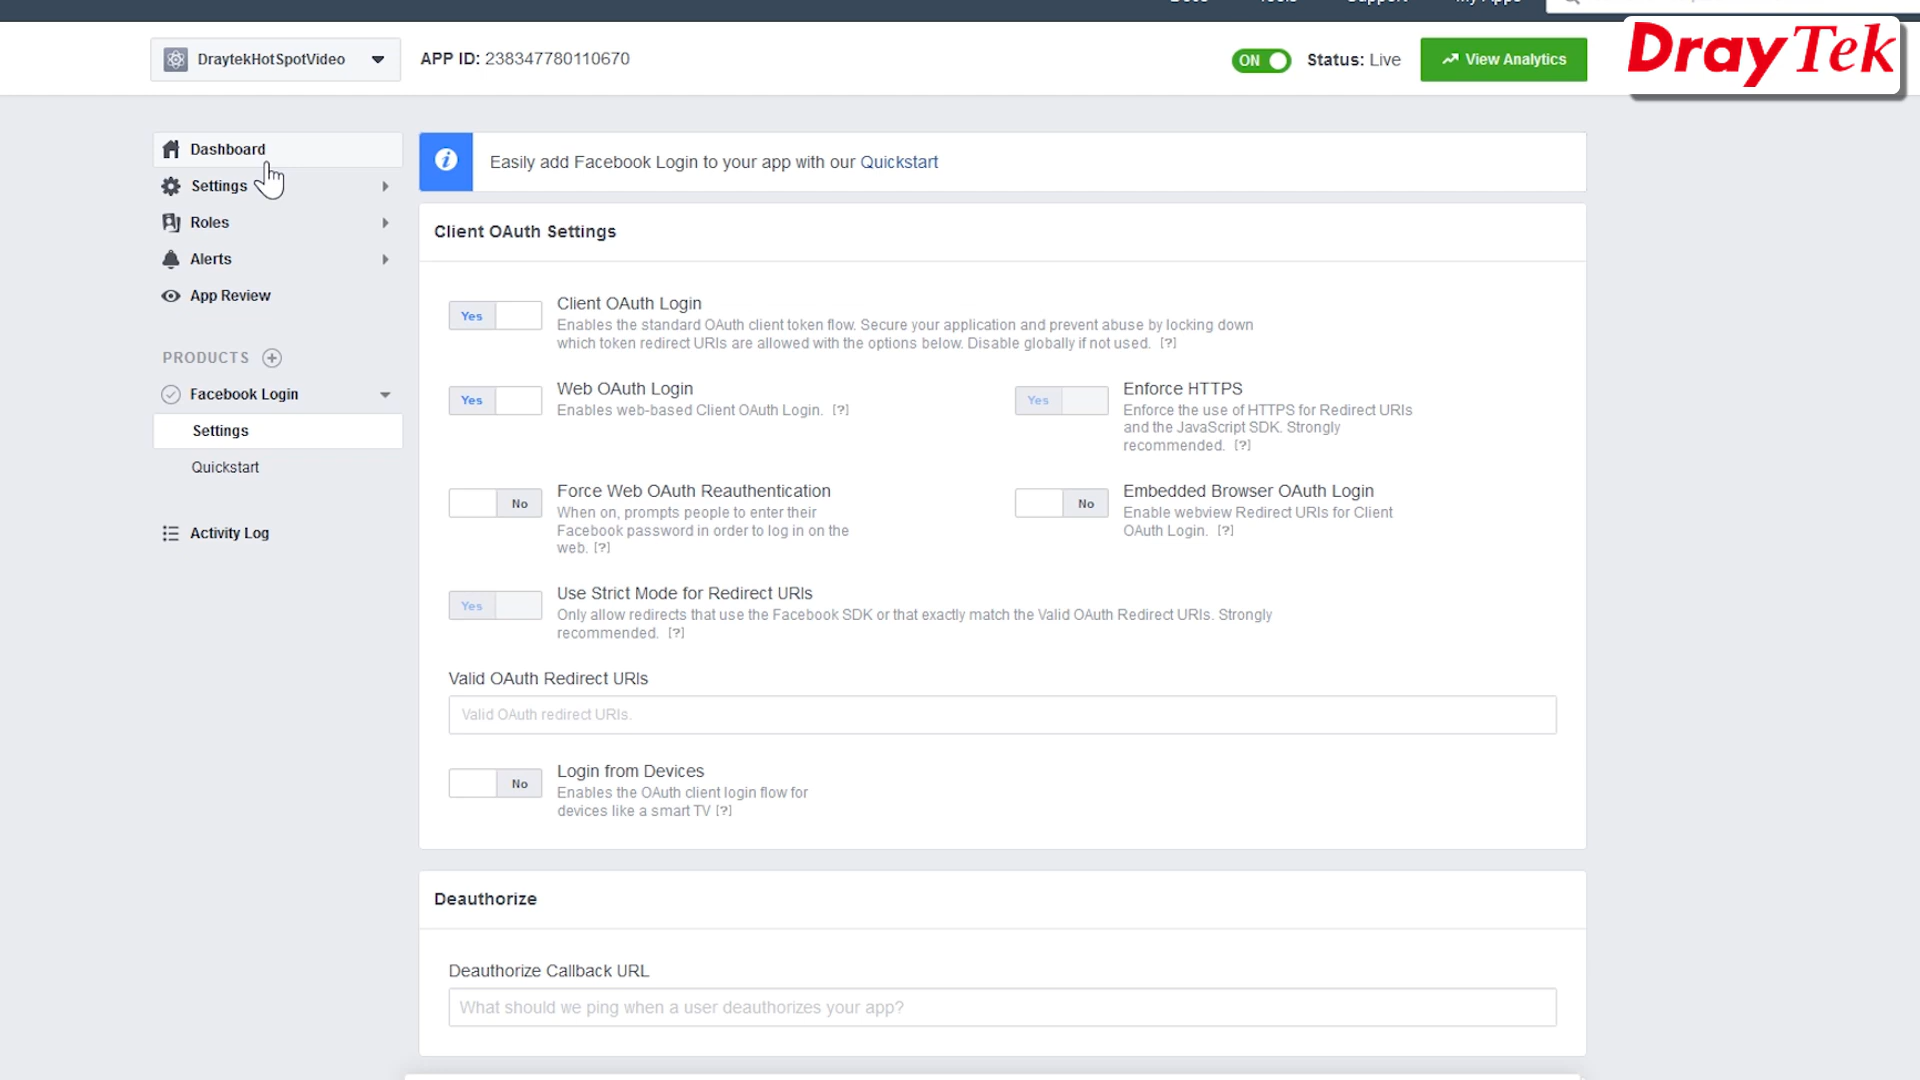 Docs Tools Support My Apps
DraytekHotSpotVideo APP ID: 238347780110670 ON Status: Live View Analytics DrayTek
Dashboard
Settings
Roles
Alerts
App Review
PRODUCTS
Facebook Login
Settings
Quickstart
Activity Log
Easily add Facebook Login to your app with our Quickstart
Client OAuth Settings
Yes Client OAuth Login
Enables the standard OAuth client token flow. Secure your application and prevent abuse by locking down
which token redirect URIs are allowed with the options below. Disable globally if not used. [?]
Yes Web OAuth Login
Enables web-based Client OAuth Login. [?]
Yes Enforce HTTPS
Enforce the use of HTTPS for Redirect URIs
and the JavaScript SDK. Strongly
recommended. [?]
No Force Web OAuth Reauthentication
When on, prompts people to enter their
Facebook password in order to log in on the
web. [?]
No Embedded Browser OAuth Login
Enable webview Redirect URIs for Client
OAuth Login. [?]
Yes Use Strict Mode for Redirect URIs
Only allow redirects that use the Facebook SDK or that exactly match the Valid OAuth Redirect URIs. Strongly
recommended. [?]
Valid OAuth Redirect URIs
Valid OAuth redirect URIs.
No Login from Devices
Enables the OAuth client login flow for
devices like a smart TV [?]
Deauthorize
Deauthorize Callback URL
What should we ping when a user deauthorizes your app?